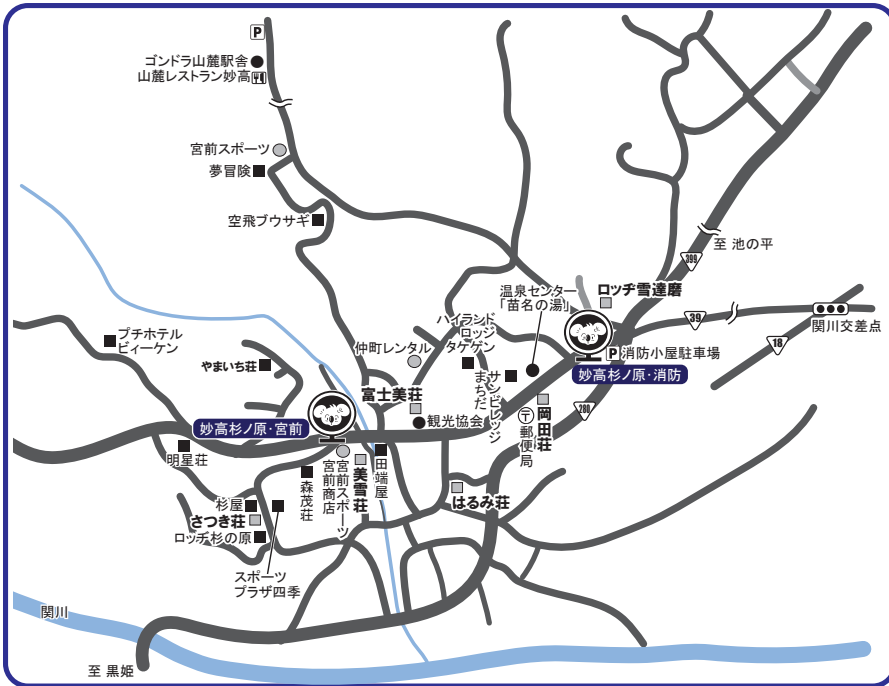 P
ゴンドラ山麓駅舎
山麓レストラン妙高
宮前スポーツ
夢冒険
空飛ブウサギ
至 池の平
399
温泉センター
「苗名の湯」
ロッヂ雪達磨
39
関川交差点
18
P 消防小屋駐車場
妙高杉ノ原・消防
280
ハイランド
ロッジ
タケゲン
仲町レンタル
サンビレッジ
まちだ
プチホテル
ビィーケン
やまいち荘
富士美荘
観光協会
岡田荘
〒郵便局
妙高杉ノ原・宮前
明星荘
田端屋
美雪荘
宮前スポーツ
宮前商店
森茂荘
はるみ荘
杉屋
さつき荘
ロッヂ杉の原
スポーツ
プラザ四季
関川
至 黒姫